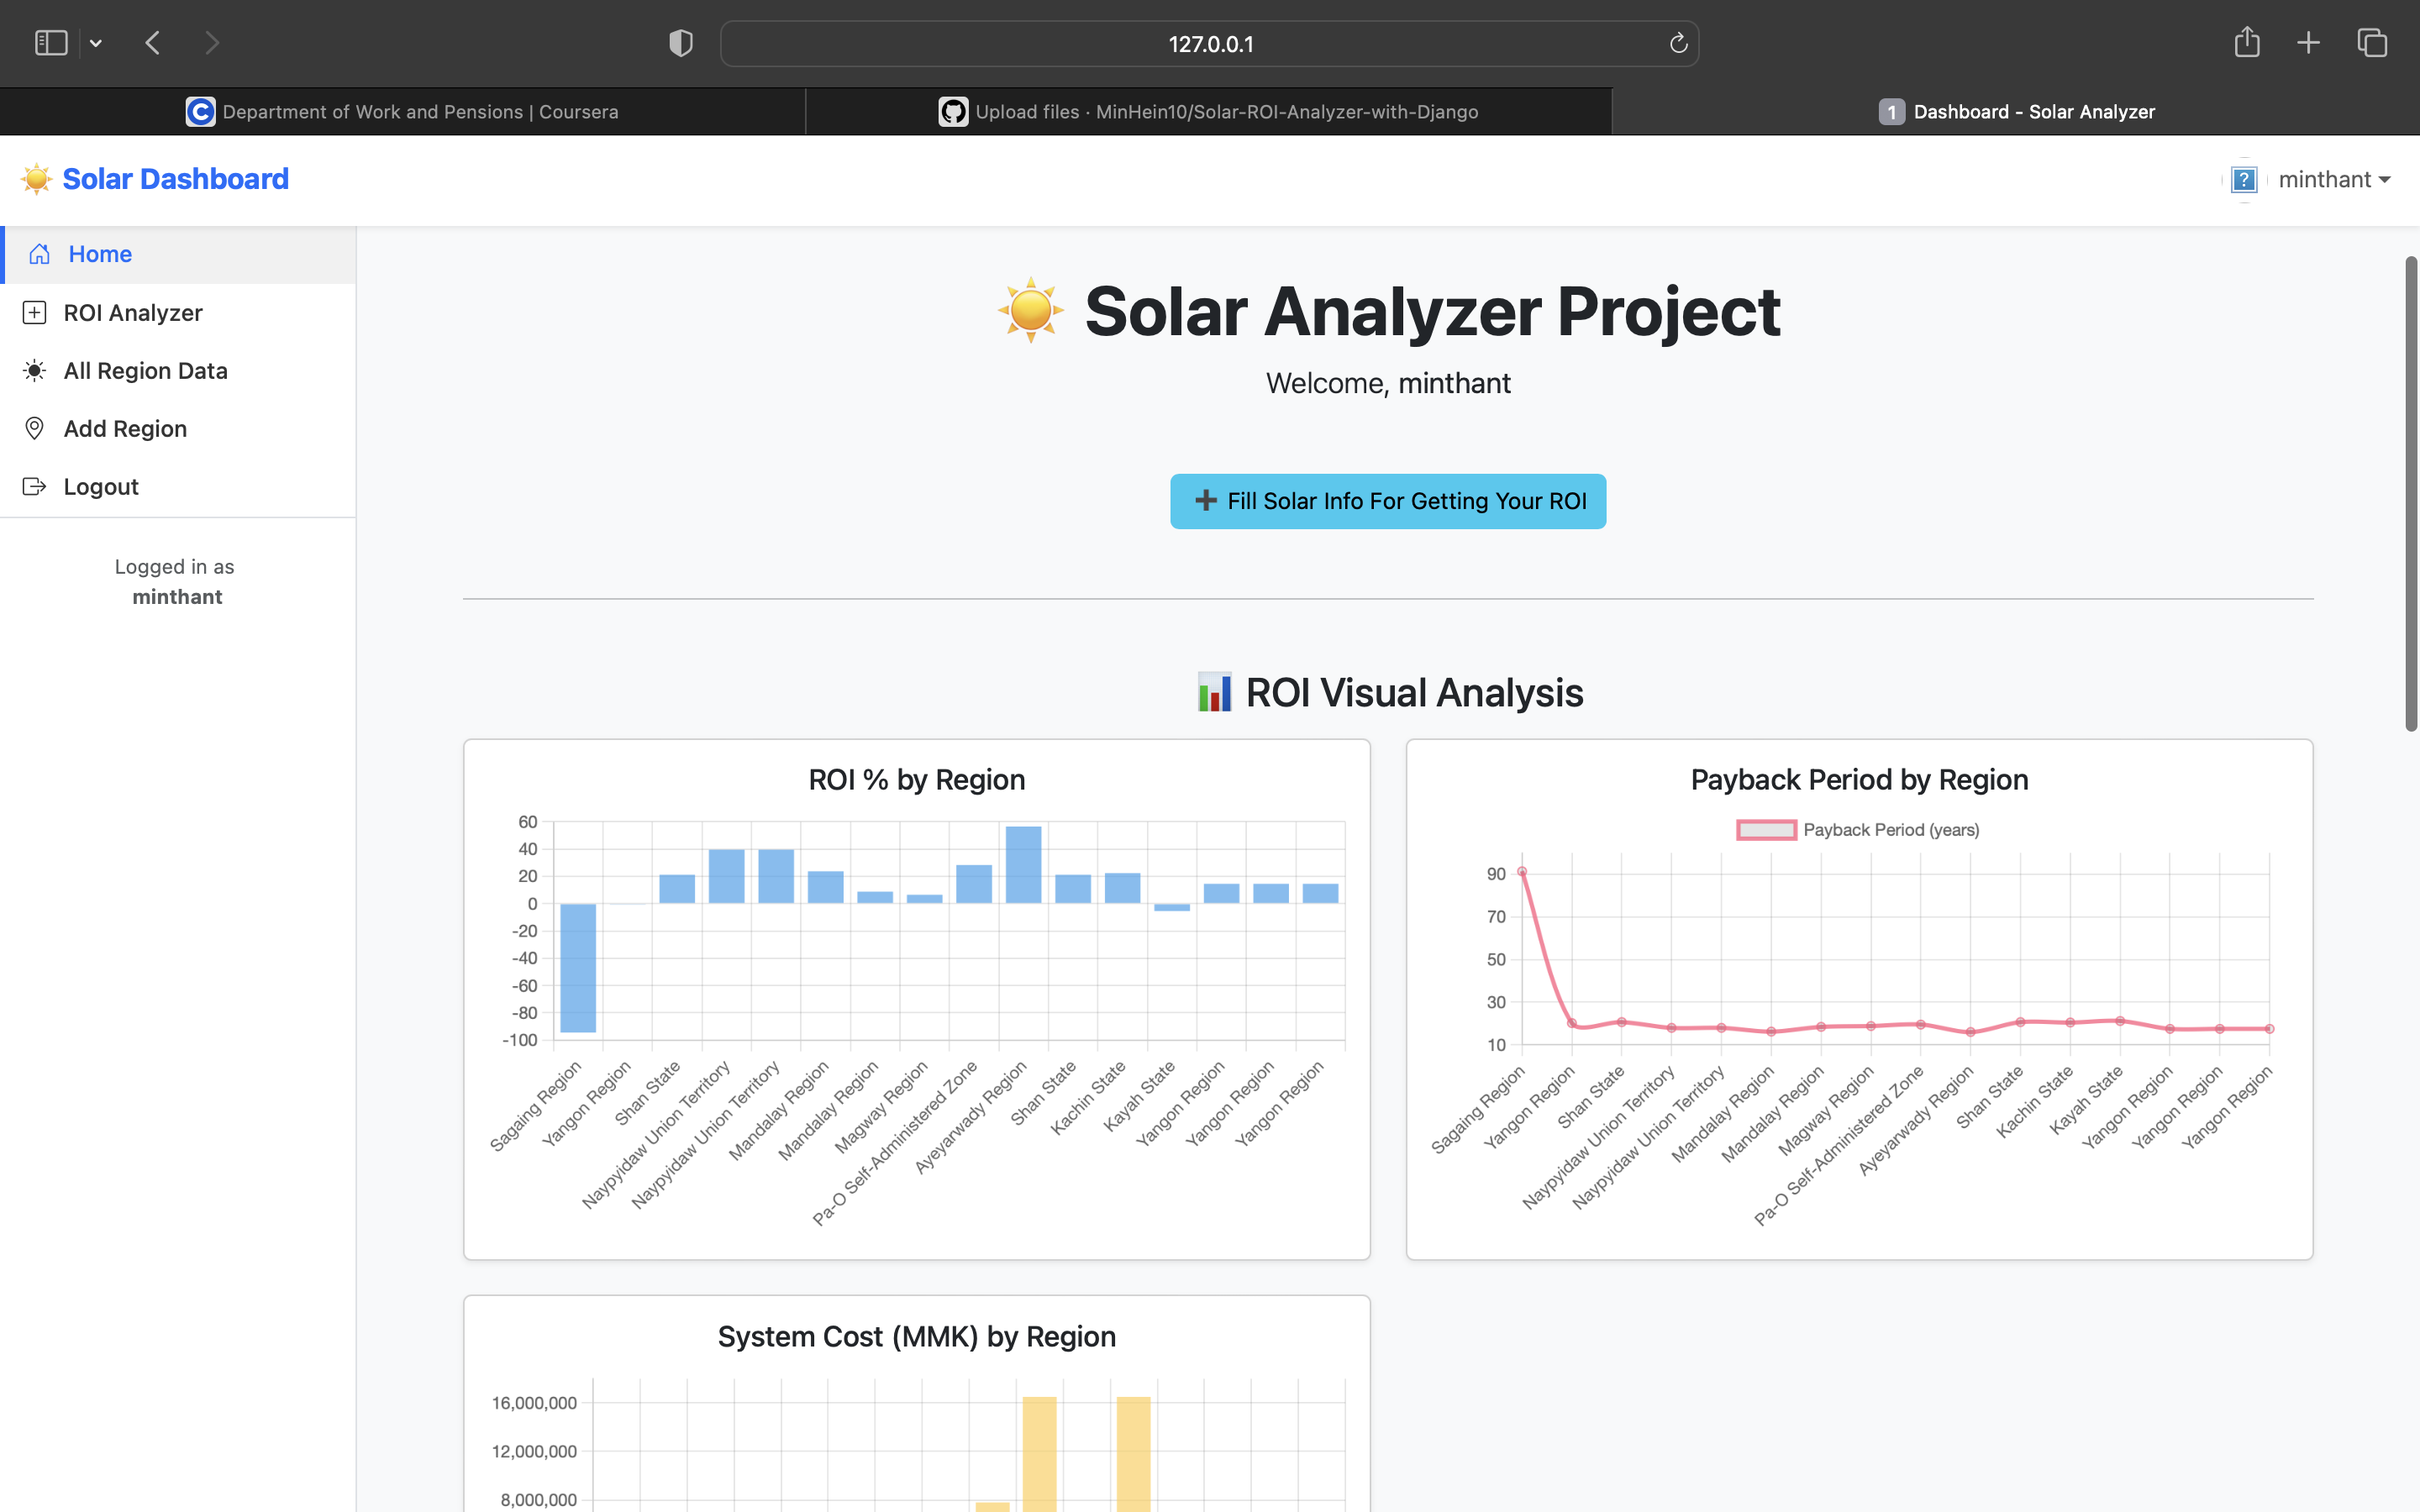 127.0.0.1
Department of Work and Pensions | Coursera
Upload files · MinHein10/Solar-ROI-Analyzer-with-Django
1 Dashboard - Solar Analyzer
Solar Dashboard
? minthant
Home
ROI Analyzer
All Region Data
Add Region
Logout
Logged in as
minthant
Solar Analyzer Project
Welcome, minthant
Fill Solar Info For Getting Your ROI
ROI Visual Analysis
ROI % by Region
60
40
20
0
-20
-40
-60
-80
-100
Sagaing Region
Yangon Region
Shan State
Naypyidaw Union Territory
Naypyidaw Union Territory
Mandalay Region
Mandalay Region
Magway Region
Pa-O Self-Administered Zone
Ayeyarwady Region
Shan State
Kachin State
Kayah State
Yangon Region
Yangon Region
Yangon Region
Payback Period by Region
Payback Period (years)
90
70
50
30
10
Sagaing Region
Yangon Region
Shan State
Naypyidaw Union Territory
Naypyidaw Union Territory
Mandalay Region
Mandalay Region
Magway Region
Pa-O Self-Administered Zone
Ayeyarwady Region
Shan State
Kachin State
Kayah State
Yangon Region
Yangon Region
Yangon Region
System Cost (MMK) by Region
16,000,000
12,000,000
8,000,000